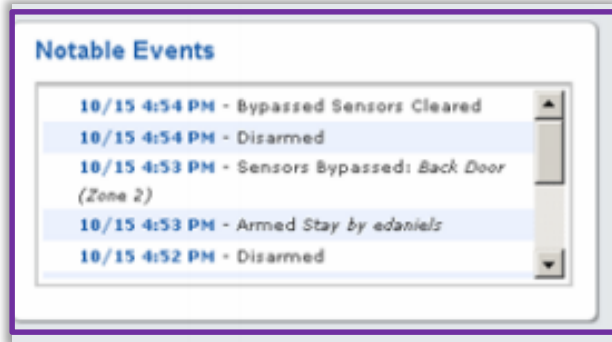 Notable Events
10/15 4:54 PM - Bypassed Sensors Cleared
10/15 4:54 PM - Disarmed
10/15 4:53 PM - Sensors Bypassed: Back Door
(Zone 2)
10/15 4:53 PM - Armed Stay by edaniels
10/15 4:52 PM - Disarmed